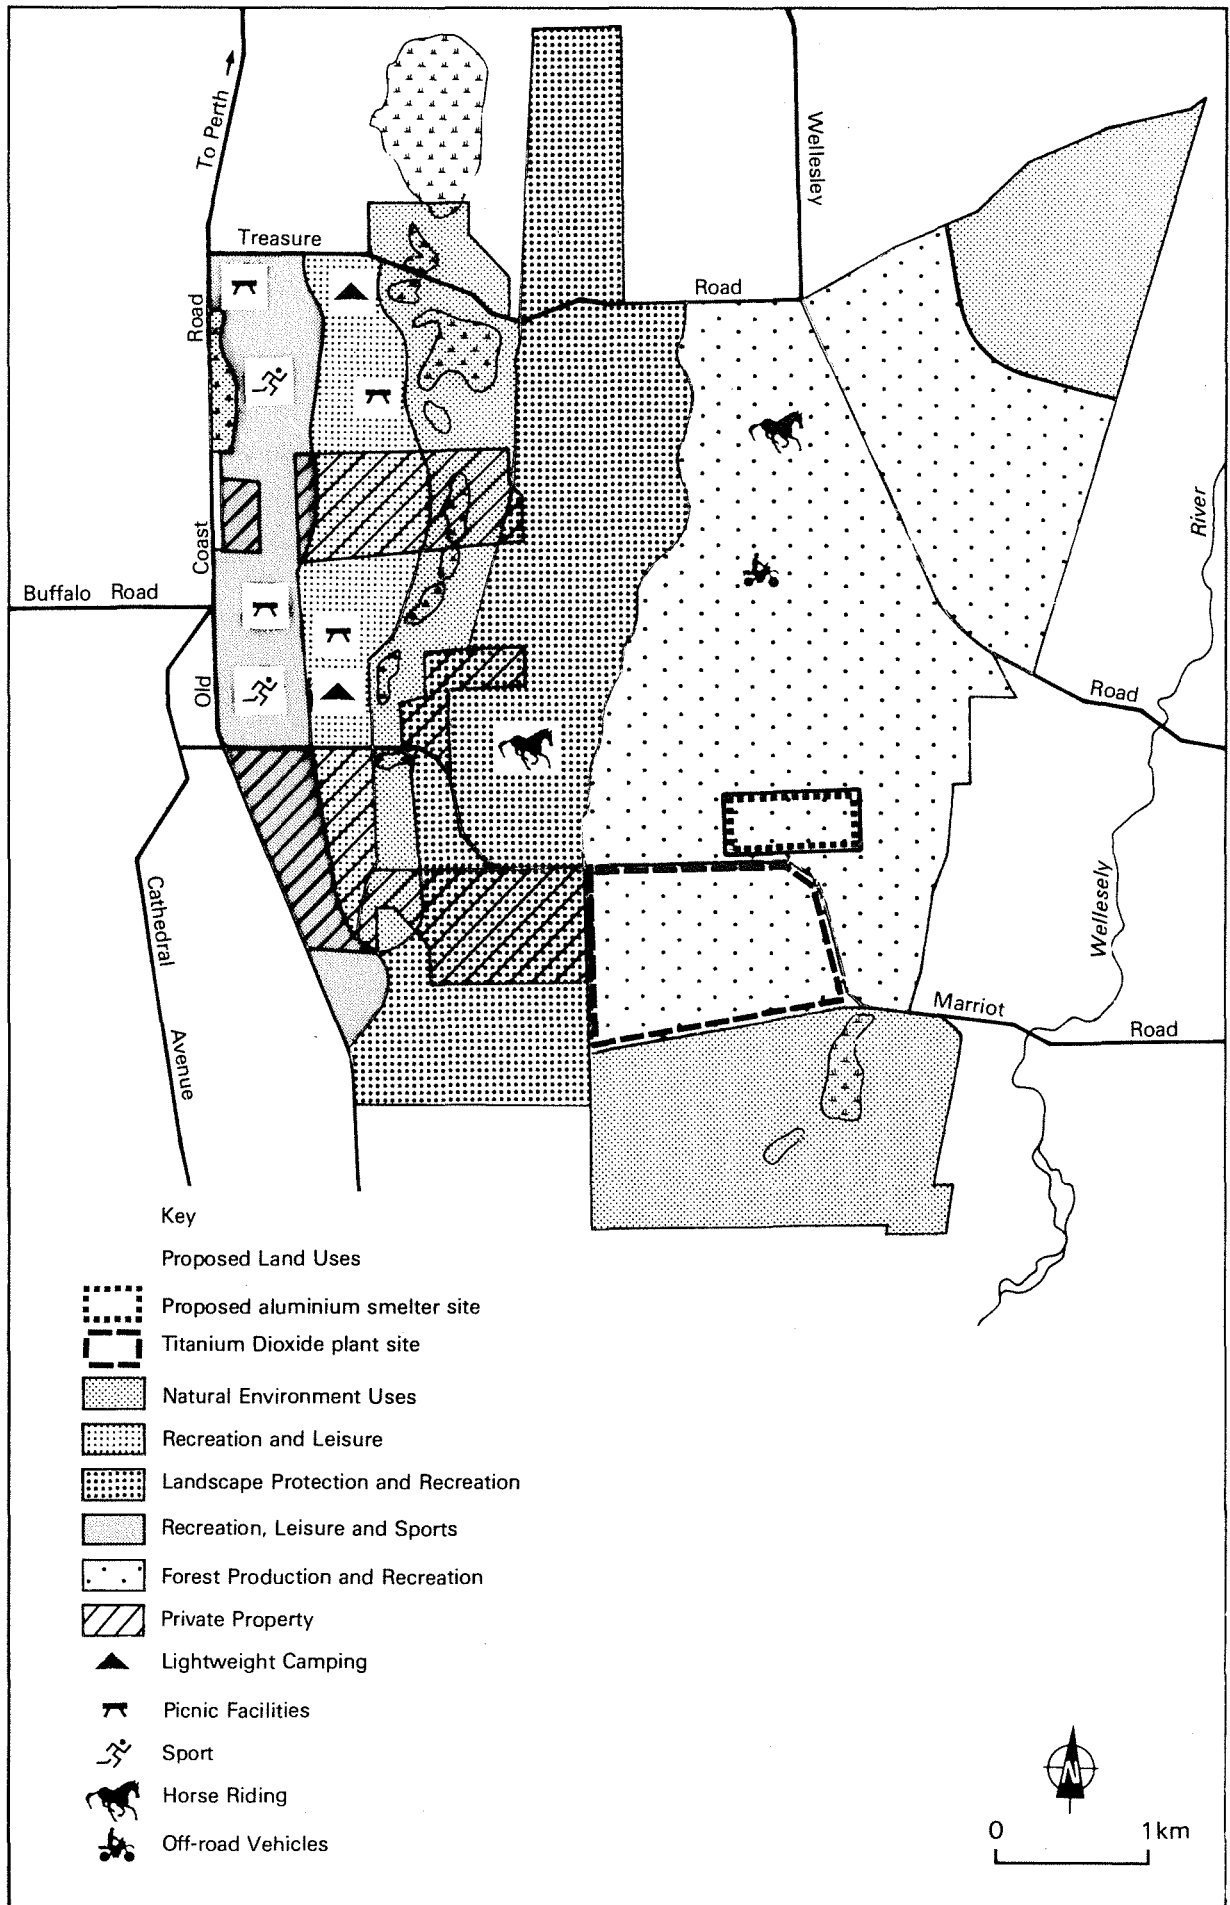 To Perth
Wellesley
Treasure
Road
Road
River
Coast
Buffalo Road
Old
Road
Cathedral
Wellesely
Marriot
Road
Avenue
Key
Proposed Land Uses
Proposed aluminium smelter site
Titanium Dioxide plant site
Natural Environment Uses
Recreation and Leisure
Landscape Protection and Recreation
Recreation, Leisure and Sports
Forest Production and Recreation
Private Property
Lightweight Camping
Picnic Facilities
Sport
Horse Riding
Off-road Vehicles
N
0 1km